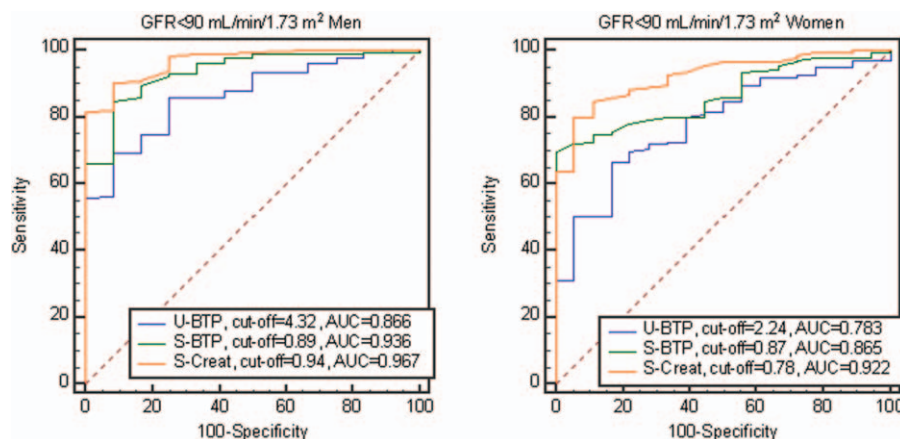 GFR<90 mL/min/1.73 m² Men
100
80
60
40
20
0
Sensitivity
U-BTP, cut-off=4.32, AUC=0.866
S-BTP, cut-off=0.89, AUC=0.936
S-Creat, cut-off=0.94, AUC=0.967
0 20 40 60 80 100
100-Specificity
GFR<90 mL/min/1.73 m² Women
100
80
60
40
20
0
Sensitivity
U-BTP, cut-off=2.24, AUC=0.783
S-BTP, cut-off=0.87, AUC=0.865
S-Creat, cut-off=0.78, AUC=0.922
0 20 40 60 80 100
100-Specificity